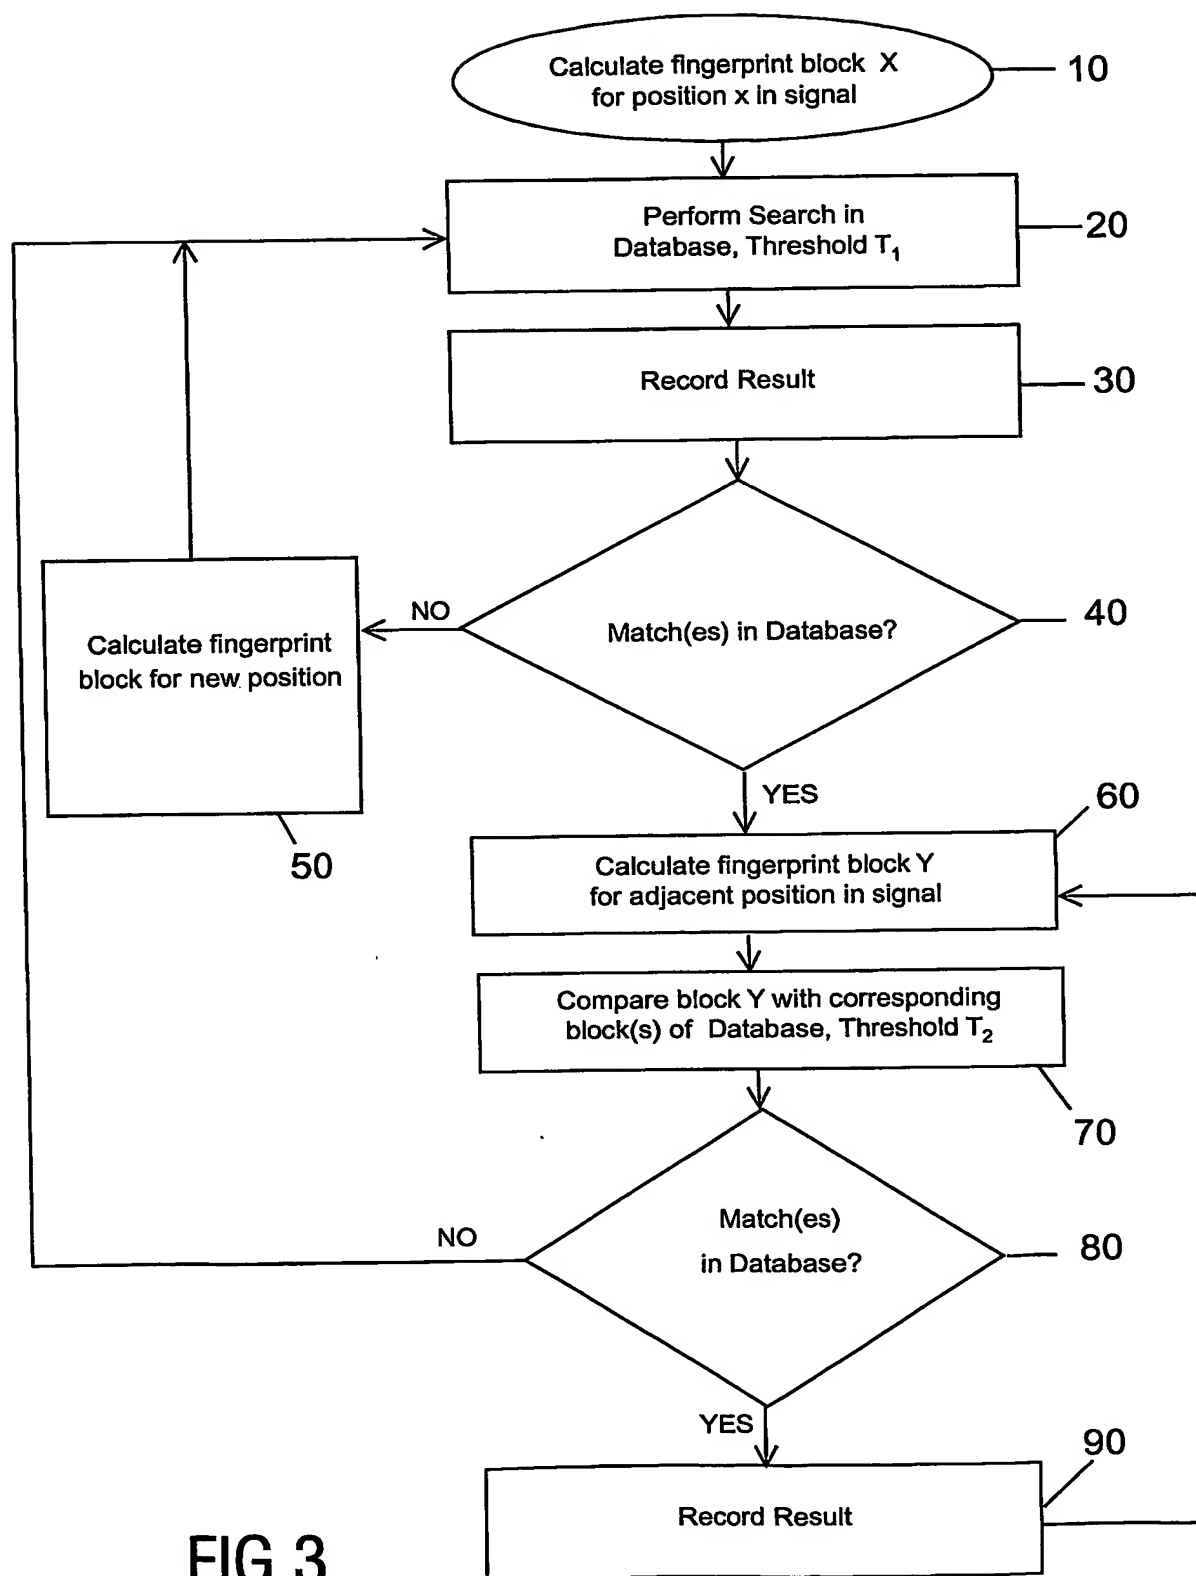 Calculate fingerprint block X
for position x in signal
10
Perform Search in
Database, Threshold T₁
20
Record Result
30
Match(es) in Database?
40
NO
Calculate fingerprint
block for new position
50
YES
60
Calculate fingerprint block Y
for adjacent position in signal
Compare block Y with corresponding
block(s) of Database, Threshold T₂
70
Match(es)
in Database?
80
NO
YES
90
Record Result
FIG.3